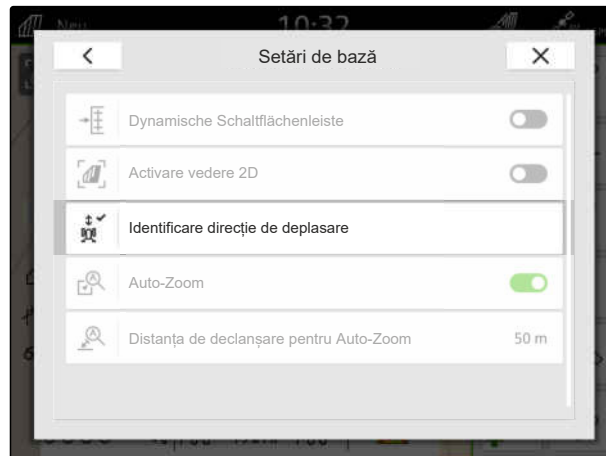 Neu
10:32
Setări de bază
Dynamische Schaltflächenleiste
Activare vedere 2D
Identificare direcție de deplasare
Auto-Zoom
Distanța de declanșare pentru Auto-Zoom 50 m